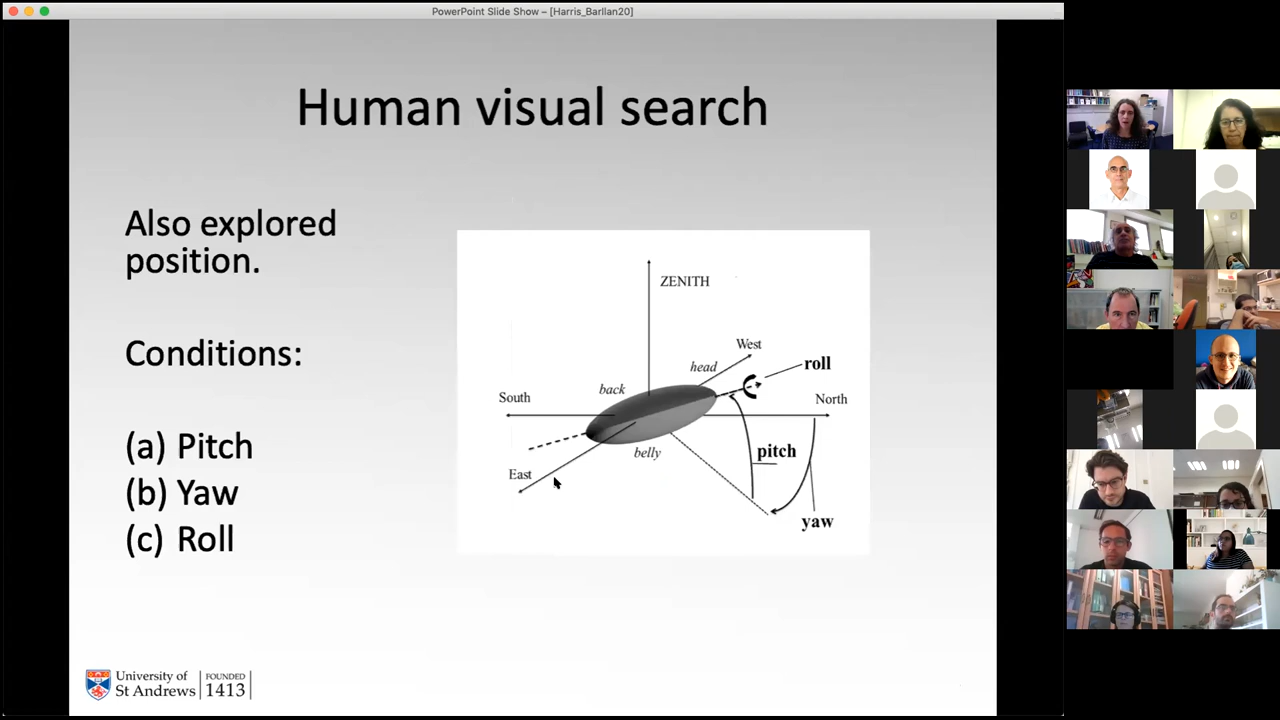 PowerPoint Slide Show – [Harris_BarIlan20]
Human visual search
Also explored
position.
Conditions:
(a) Pitch
(b) Yaw
(c) Roll
ZENITH
West
head
roll
back
South
North
belly
pitch
East
yaw
University of
St Andrews
FOUNDED
1413